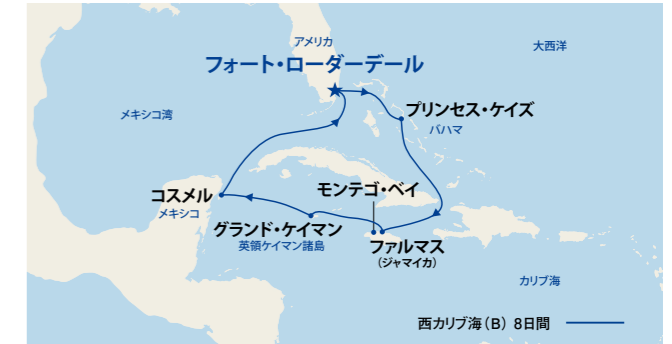 アメリカ
大西洋
フォート・ローダーデール
メキシコ湾
プリンセス・ケイズ
バハマ
コスメル
メキシコ
モンテゴ・ベイ
グランド・ケイマン
英領ケイマン諸島
ファルマス
(ジャマイカ)
カリブ海
西カリブ海(B) 8日間